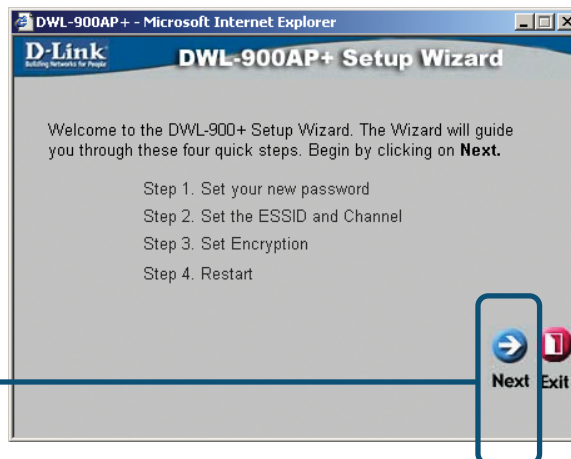 DWL-900AP+ - Microsoft Internet Explorer
D-Link
Building Networks for People
DWL-900AP+ Setup Wizard
Welcome to the DWL-900+ Setup Wizard. The Wizard will guide
you through these four quick steps. Begin by clicking on Next.
Step 1. Set your new password
Step 2. Set the ESSID and Channel
Step 3. Set Encryption
Step 4. Restart
Next Exit